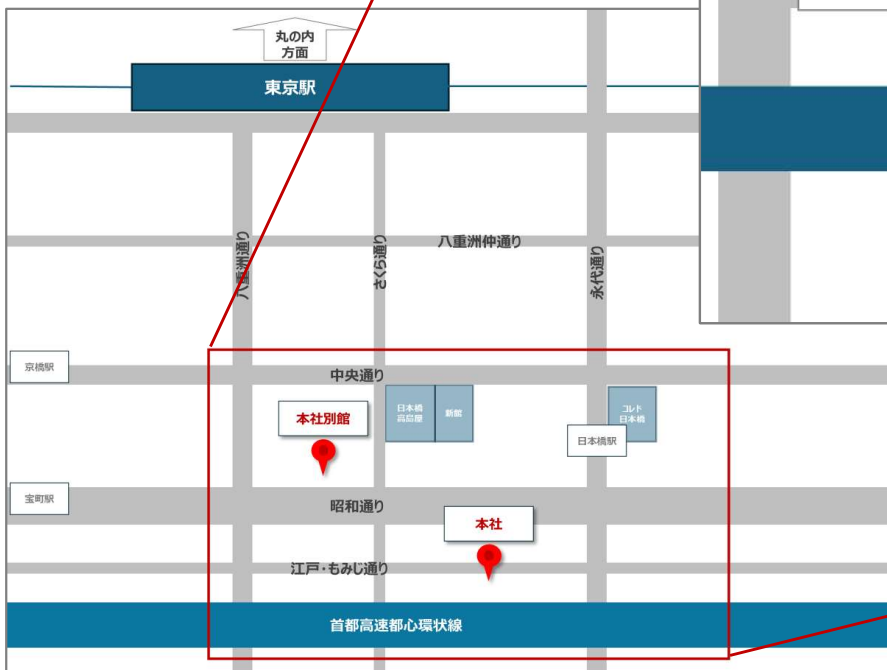 丸の内
方面
東京駅
八重洲通り
さくら通り
八重洲仲通り
永代通り
京橋駅
中央通り
本社別館
日本橋
高島屋
新館
コレド
日本橋
日本橋駅
宝町駅
昭和通り
本社
江戸・もみじ通り
首都高速都心環状線